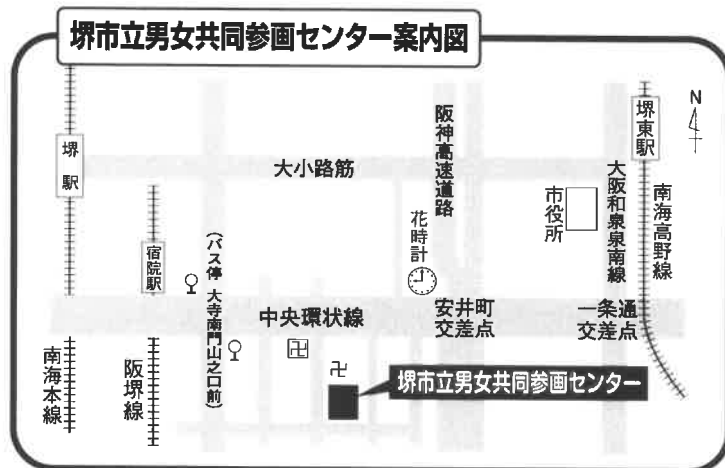 堺市立男女共同参画センター案内図
N
堺駅
堺東駅
阪神高速道路
大小路筋
大阪和泉泉南線
市役所
南海高野線
花時計
宿院駅
(バス停 大寺南門山之口前)
中央環状線
安井町
交差点
一条通
交差点
卍
卍
堺市立男女共同参画センター
南海本線
阪堺線